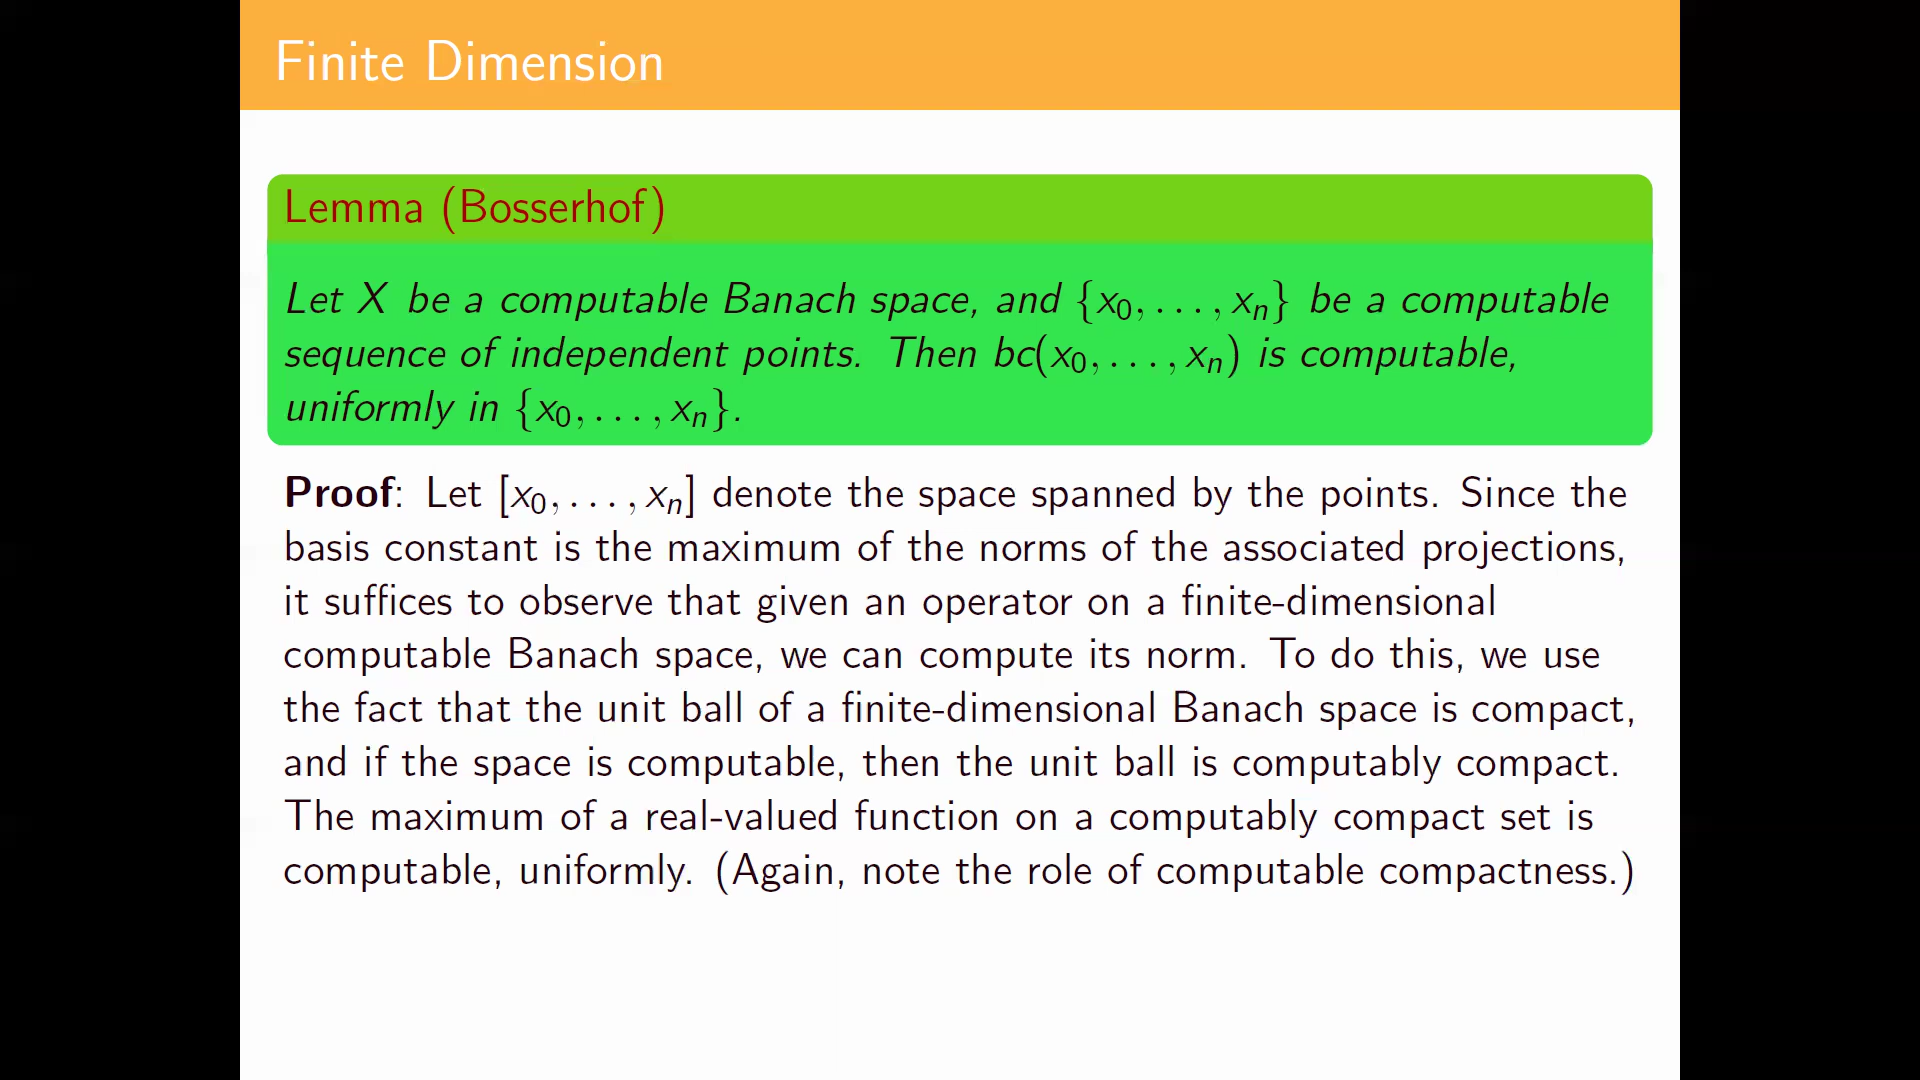 Finite Dimension
Lemma (Bosserhof)
Let X be a computable Banach space, and {x₀, . . . , xₙ} be a computable
sequence of independent points. Then bc(x₀, . . . , xₙ) is computable,
uniformly in {x₀, . . . , xₙ}.
Proof: Let [x₀, . . . , xₙ] denote the space spanned by the points. Since the
basis constant is the maximum of the norms of the associated projections,
it suffices to observe that given an operator on a finite-dimensional
computable Banach space, we can compute its norm. To do this, we use
the fact that the unit ball of a finite-dimensional Banach space is compact,
and if the space is computable, then the unit ball is computably compact.
The maximum of a real-valued function on a computably compact set is
computable, uniformly. (Again, note the role of computable compactness.)